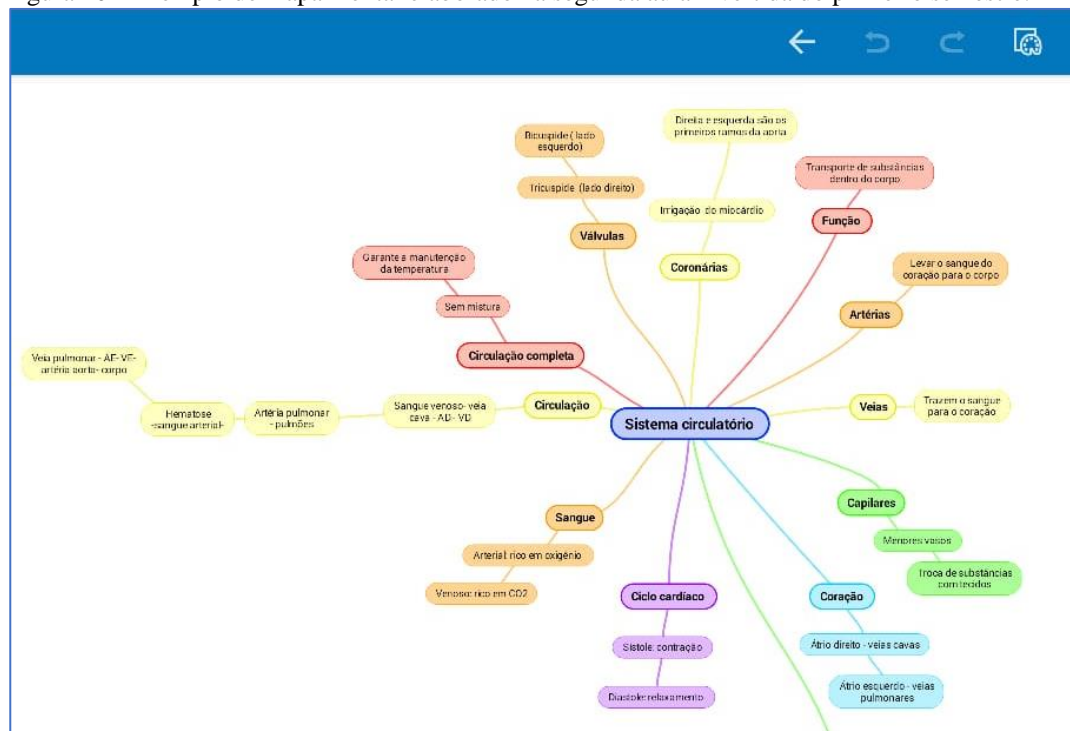 Direita e esquerda são os
primeiros ramos da aorta
Bicuspide ( lado
esquerdo)
Transporte de substâncias
dentro do corpo
Tricuspide (lado direito)
Irrigação do miocárdio
Função
Válvulas
Coronárias
Garante a manutenção
da temperatura
Levar o sangue do
coração para o corpo
Sem mistura
Artérias
Circulação completa
Veia pulmonar - AE- VE-
artéria aorta- corpo
Hematose
-sangue arterial-
Artéria pulmonar
- pulmões
Sangue venoso- veia
cava - AD- VD
Circulação
Sistema circulatório
Veias
Trazem o sangue
para o coração
Capilares
Sangue
Menores vasos
Arterial: rico em oxigênio
Troca de substâncias
com tecidos
Venoso: rico em CO2
Ciclo cardíaco
Coração
Sístole: contração
Átrio direito - veias cavas
Átrio esquerdo - veias
pulmonares
Diastole: relaxamento